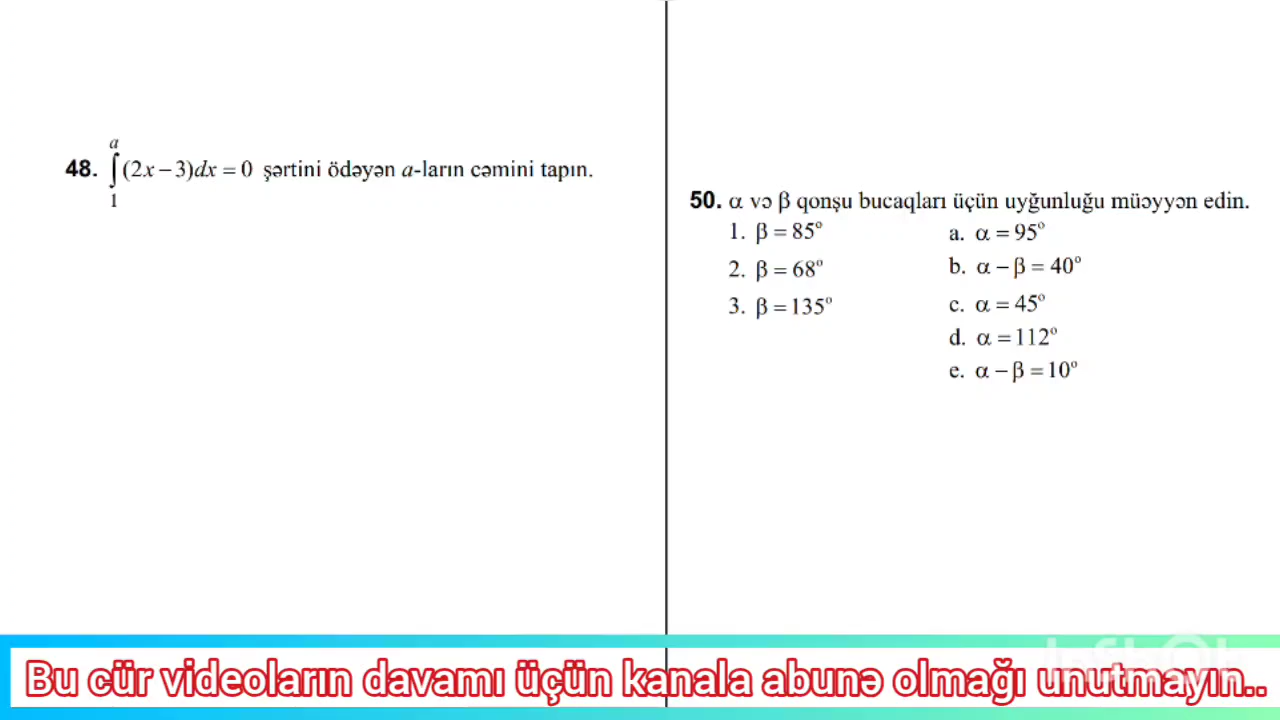 48. ∫₁ᵃ (2x − 3)dx = 0 şərtini ödəyən a-ların cəmini tapın.
50. α və β qonşu bucaqları üçün uyğunluğu müəyyən edin.
1. β = 85° a. α = 95°
2. β = 68° b. α − β = 40°
3. β = 135° c. α = 45°
d. α = 112°
e. α − β = 10°
Bu cür videoların davamı üçün kanala abunə olmağı unutmayın..